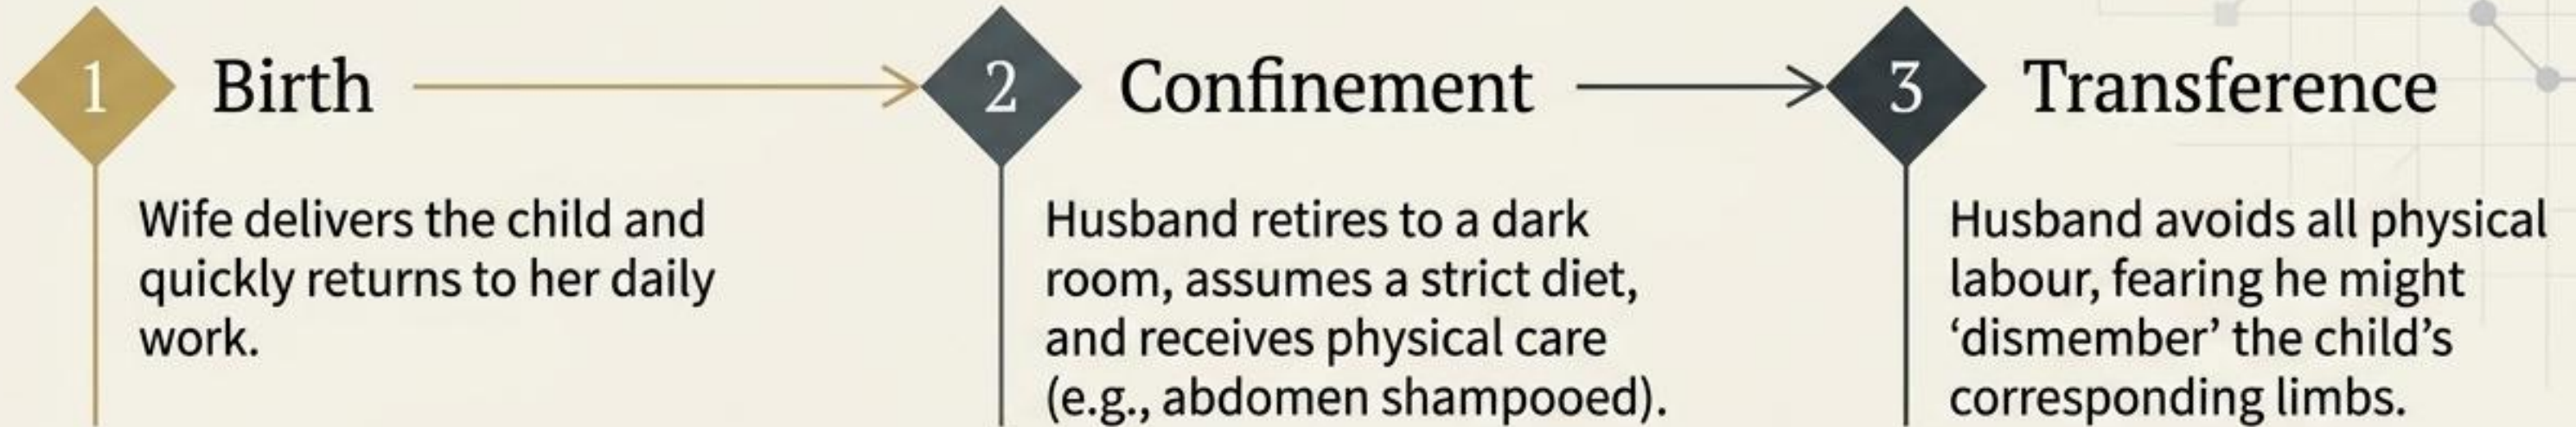 1 Birth
Wife delivers the child and
quickly returns to her daily
work.
2 Confinement
Husband retires to a dark
room, assumes a strict diet,
and receives physical care
(e.g., abdomen shampooed).
3 Transference
Husband avoids all physical
labour, fearing he might
‘dismember’ the child’s
corresponding limbs.